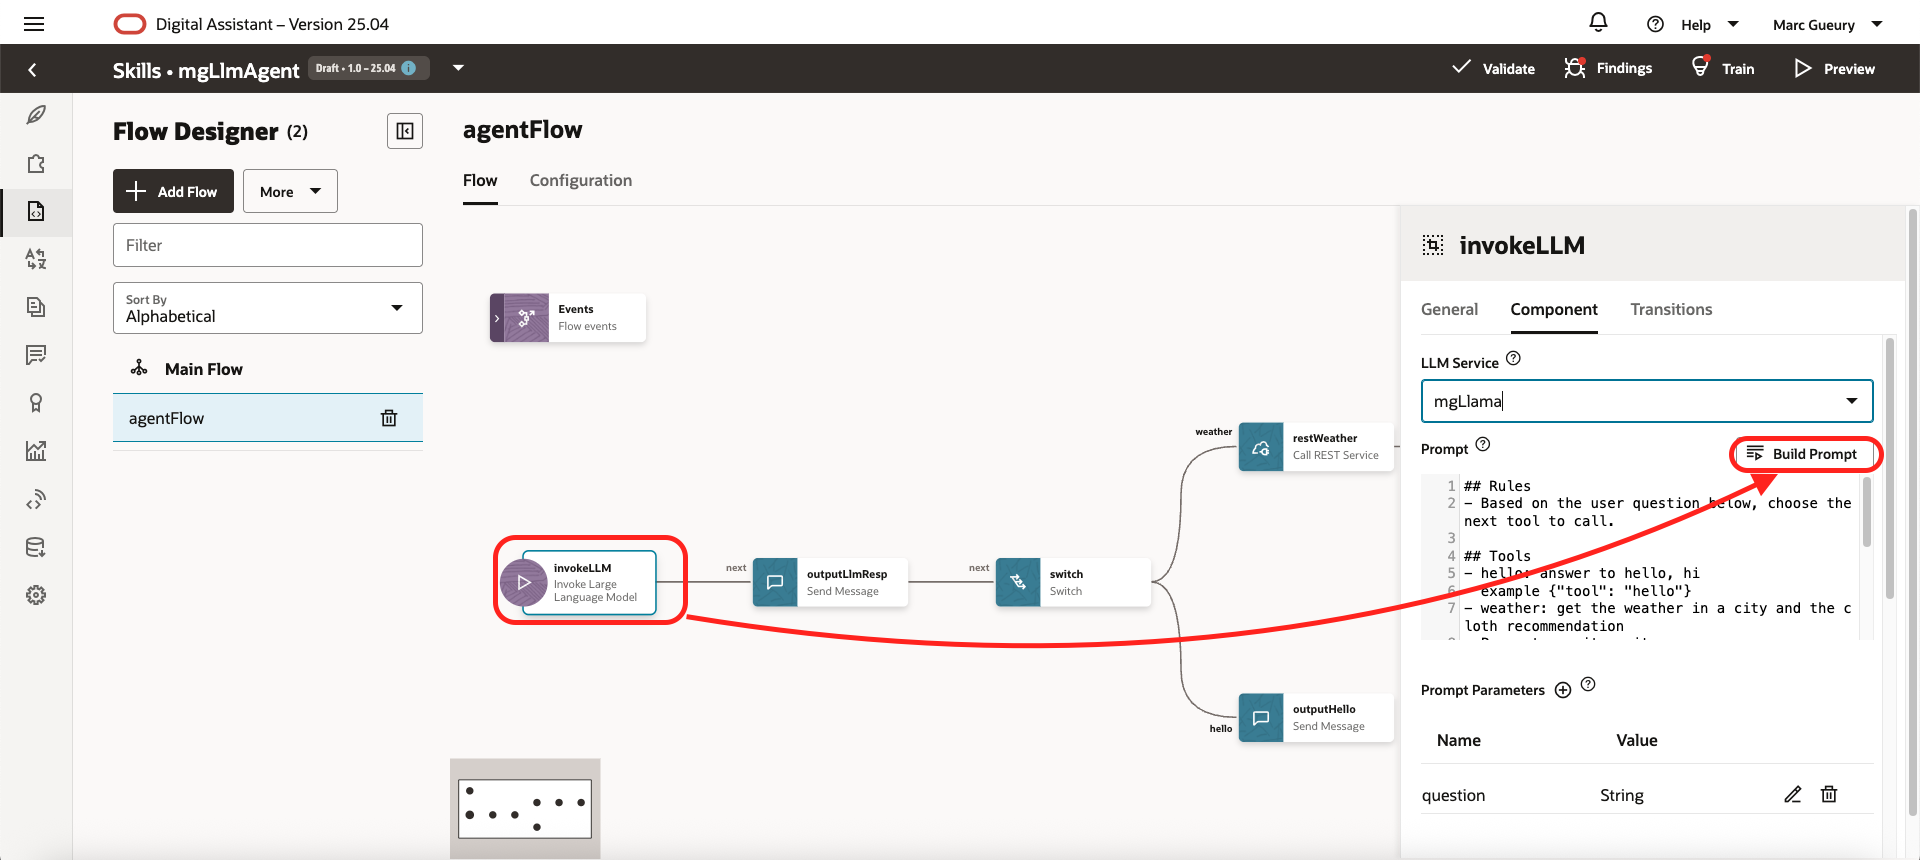 Digital Assistant – Version 25.04
Help
Marc Gueury
Skills • mgLlmAgent
Draft • 1.0 – 25.04
Validate
Findings
Train
Preview
Flow Designer (2)
Add Flow
More
Filter
Sort By
Alphabetical
Main Flow
agentFlow
agentFlow
Flow
Configuration
Events
Flow events
invokeLLM
Invoke Large
Language Model
next
outputLlmResp
Send Message
next
switch
Switch
weather
restWeather
Call REST Service
hello
outputHello
Send Message
invokeLLM
General
Component
Transitions
LLM Service
mgLlama
Prompt
Build Prompt
1 ## Rules
2 – Based on the user question below, choose the
next tool to call.
3
4 ## Tools
5 – hello: answer to hello, hi
6 example {"tool": "hello"}
7 – weather: get the weather in a city and the c
loth recommendation
Prompt Parameters
Name
Value
question
String